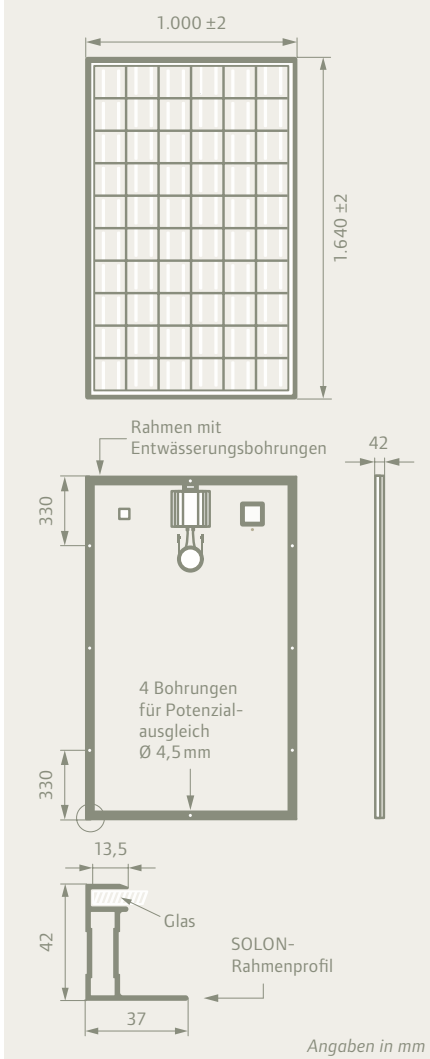 1.000 ±2
1.640 ±2
Rahmen mit
Entwässerungsbohrungen
42
330
4 Bohrungen
für Potenzial-
ausgleich
Ø 4,5 mm
330
13,5
Glas
42
SOLON-
Rahmenprofil
37
Angaben in mm